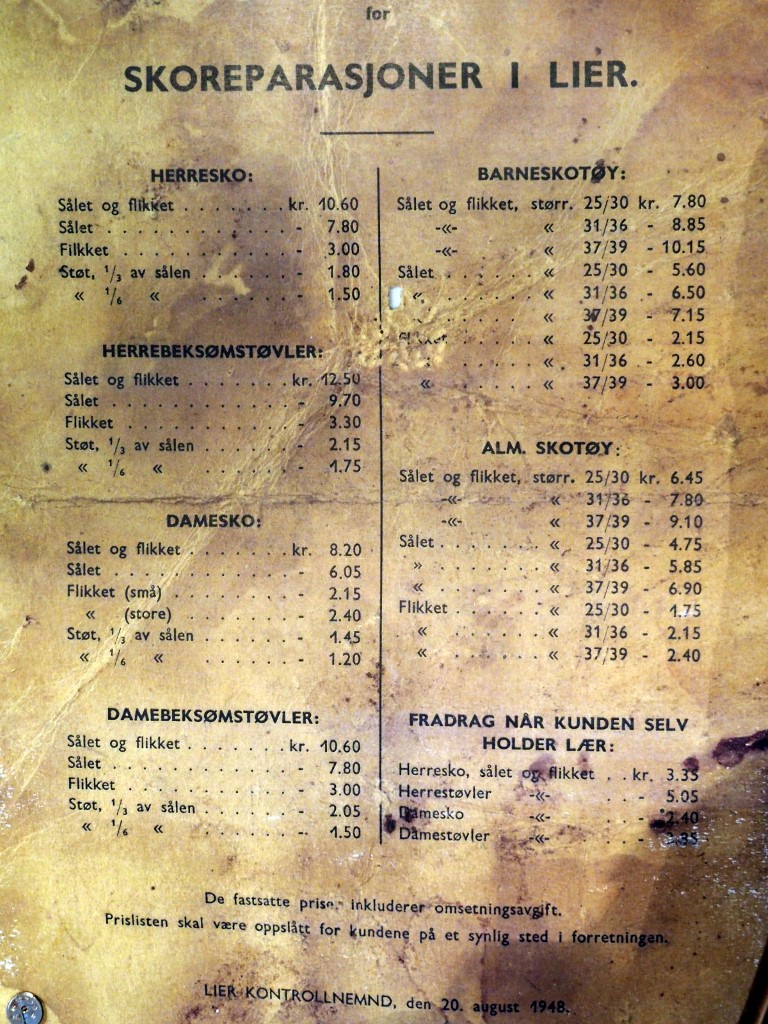 for
SKOREPARASJONER I LIER.
HERRESKO:
Sålet og flikket . . . . . . . kr. 10.60
Sålet . . . . . . . . . . . . - 7.80
Filkket . . . . . . . . . . . - 3.00
Støt, 1/3 av sålen . . . . . . - 1.80
« 1/6 « . . . . . . - 1.50
HERREBEKSØMSTØVLER:
Sålet og flikket . . . . . . . kr. 12.50
Sålet . . . . . . . . . . . . - 9.70
Flikket . . . . . . . . . . . - 3.30
Støt, 1/3 av sålen . . . . . . - 2.15
« 1/6 « . . . . . . - 1.75
DAMESKO:
Sålet og flikket . . . . . . . kr. 8.20
Sålet . . . . . . . . . . . . - 6.05
Flikket (små) . . . . . . . . - 2.15
« (store) . . . . . . . - 2.40
Støt, 1/3 av sålen . . . . . . - 1.45
« 1/6 « . . . . . . - 1.20
DAMEBEKSØMSTØVLER:
Sålet og flikket . . . . . . . kr. 10.60
Sålet . . . . . . . . . . . . - 7.80
Flikket . . . . . . . . . . . - 3.00
Støt, 1/3 av sålen . . . . . . - 2.05
« 1/6 « . . . . . . - 1.50
BARNESKOTØY:
Sålet og flikket, størr. 25/30 kr. 7.80
-«- « 31/36 - 8.85
-«- « 37/39 - 10.15
Sålet . . . . . . « 25/30 - 5.60
« . . . . . . « 31/36 - 6.50
. . . . . . « 37/39 - 7.15
. . . . . « 25/30 - 2.15
. . . . . . « 31/36 - 2.60
« . . . . . . « 37/39 - 3.00
ALM. SKOTØY:
Sålet og flikket, størr. 25/30 kr. 6.45
-«- « 31/36 - 7.80
-«- « 37/39 - 9.10
Sålet . . . . . . . « 25/30 - 4.75
» . . . . . . « 31/36 - 5.85
« . . . . . . « 37/39 - 6.90
Flikket . . . . . . « 25/30 - 1.75
« . . . . . . « 31/36 - 2.15
« . . . . . . « 37/39 - 2.40
FRADRAG NÅR KUNDEN SELV
HOLDER LÆR:
Herresko, sålet og flikket . . kr. 3.35
Herrestøvler -«- . . - 5.05
Damesko -«- . . - 2.40
Damestøvler -«- . . -
De fastsatte priser inkluderer omsetningsavgift.
Prislisten skal være oppslått for kundene på et synlig sted i forretningen.
LIER KONTROLLNEMND, den 20. august 1948.